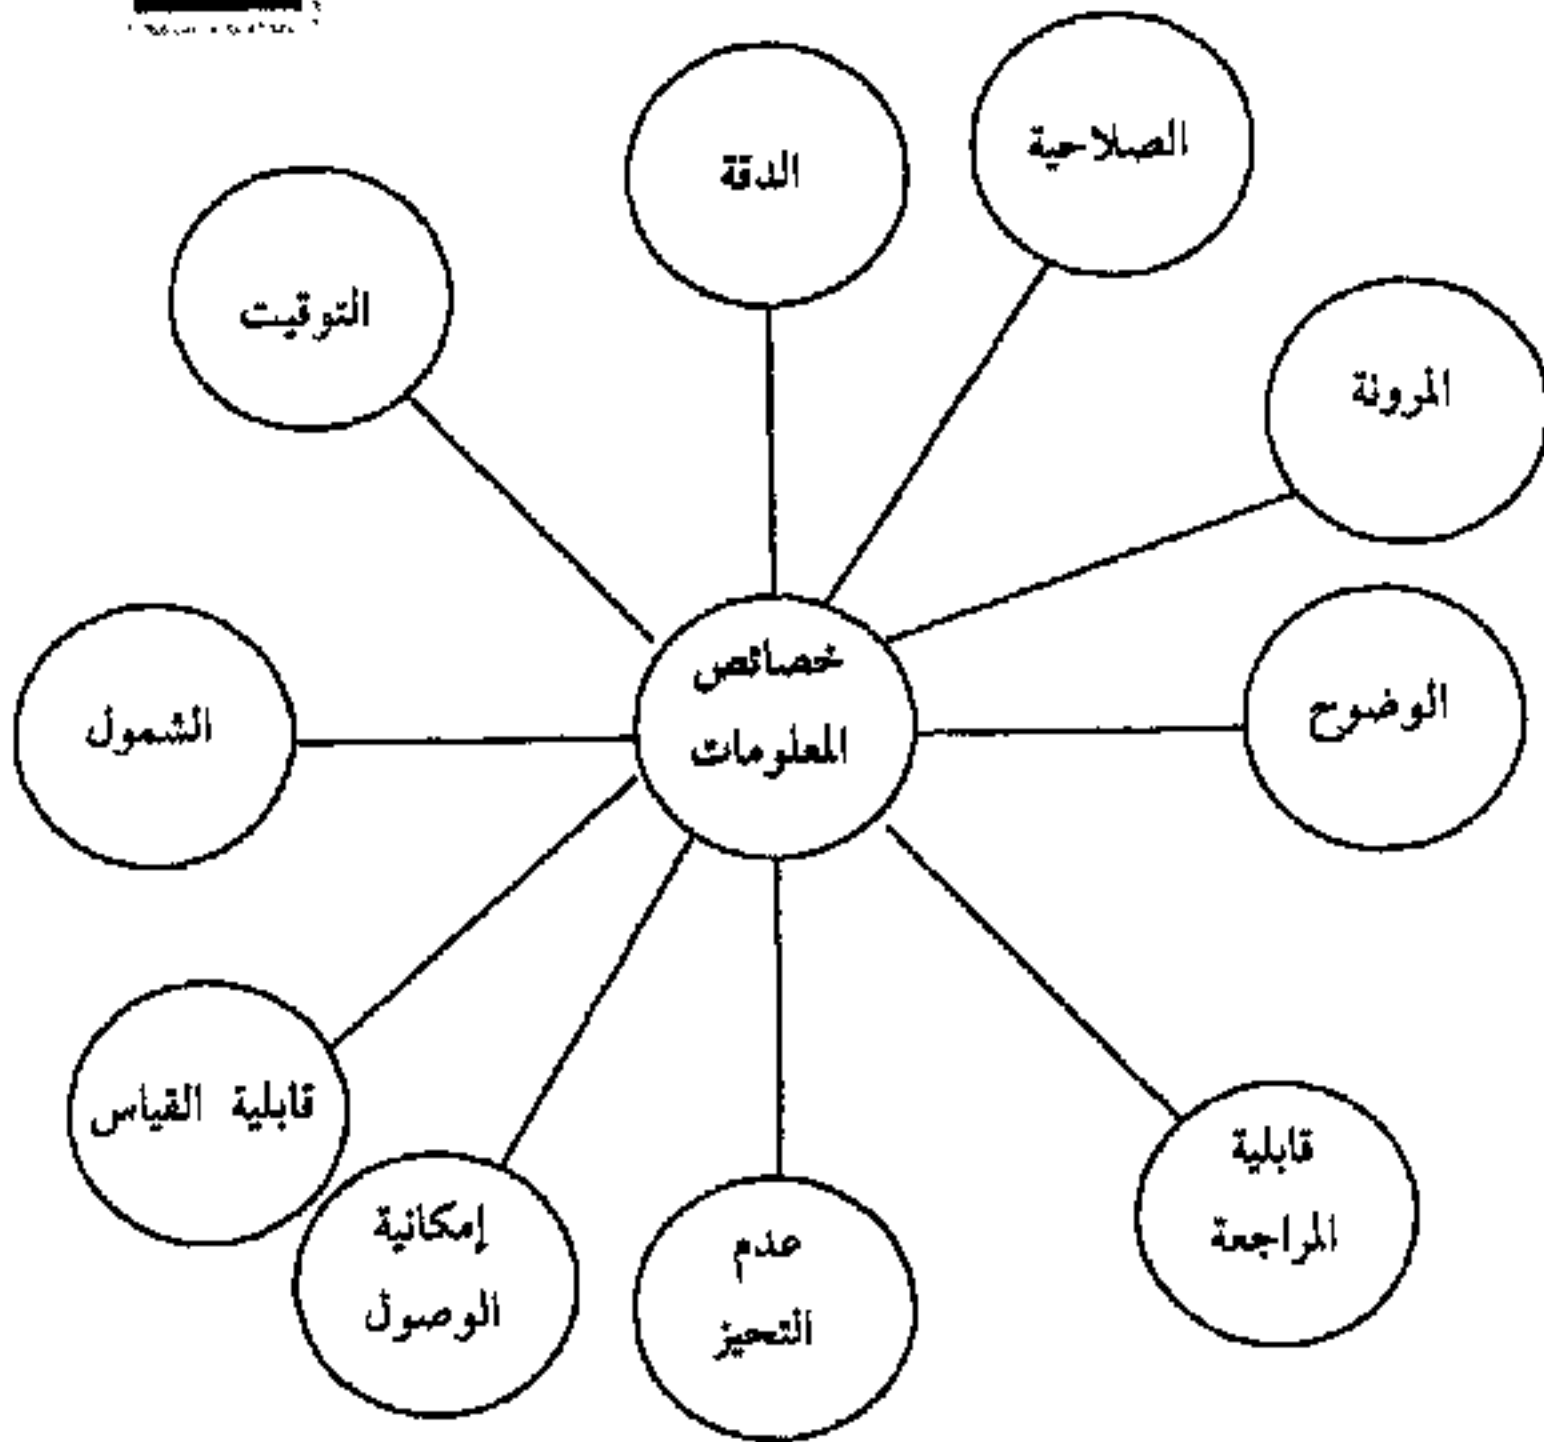 الصلاحية
الدقة
التوقيت
المرونة
خصائص
المعلومات
الوضوح
الشمول
قابلية القياس
إمكانية
الوصول
عدم
التحيز
قابلية
المراجعة